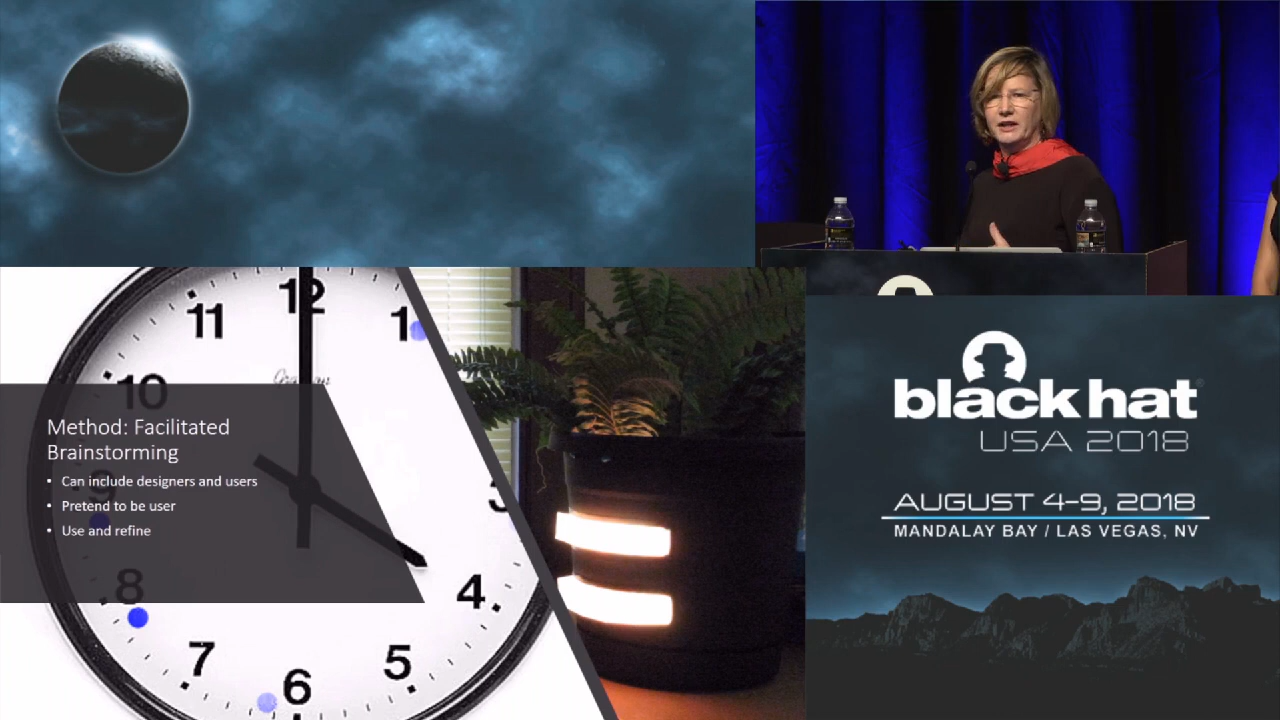 11
12
1
10
Method: Facilitated
Brainstorming
• Can include designers and users
• Pretend to be user
• Use and refine
9
3
8
4
7
5
6
black hat
USA 2018
AUGUST 4-9, 2018
MANDALAY BAY / LAS VEGAS, NV